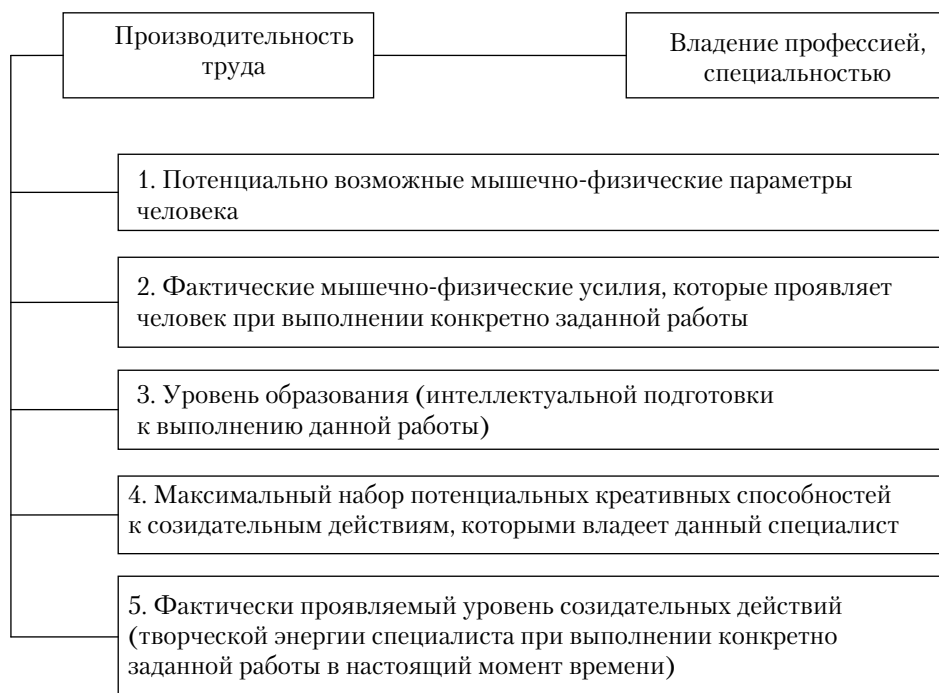 Производительность
труда
Владение профессией,
специальностью
1. Потенциально возможные мышечно-физические параметры
человека
2. Фактические мышечно-физические усилия, которые проявляет
человек при выполнении конкретно заданной работы
3. Уровень образования (интеллектуальной подготовки
к выполнению данной работы)
4. Максимальный набор потенциальных креативных способностей
к созидательным действиям, которыми владеет данный специалист
5. Фактически проявляемый уровень созидательных действий
(творческой энергии специалиста при выполнении конкретно
заданной работы в настоящий момент времени)